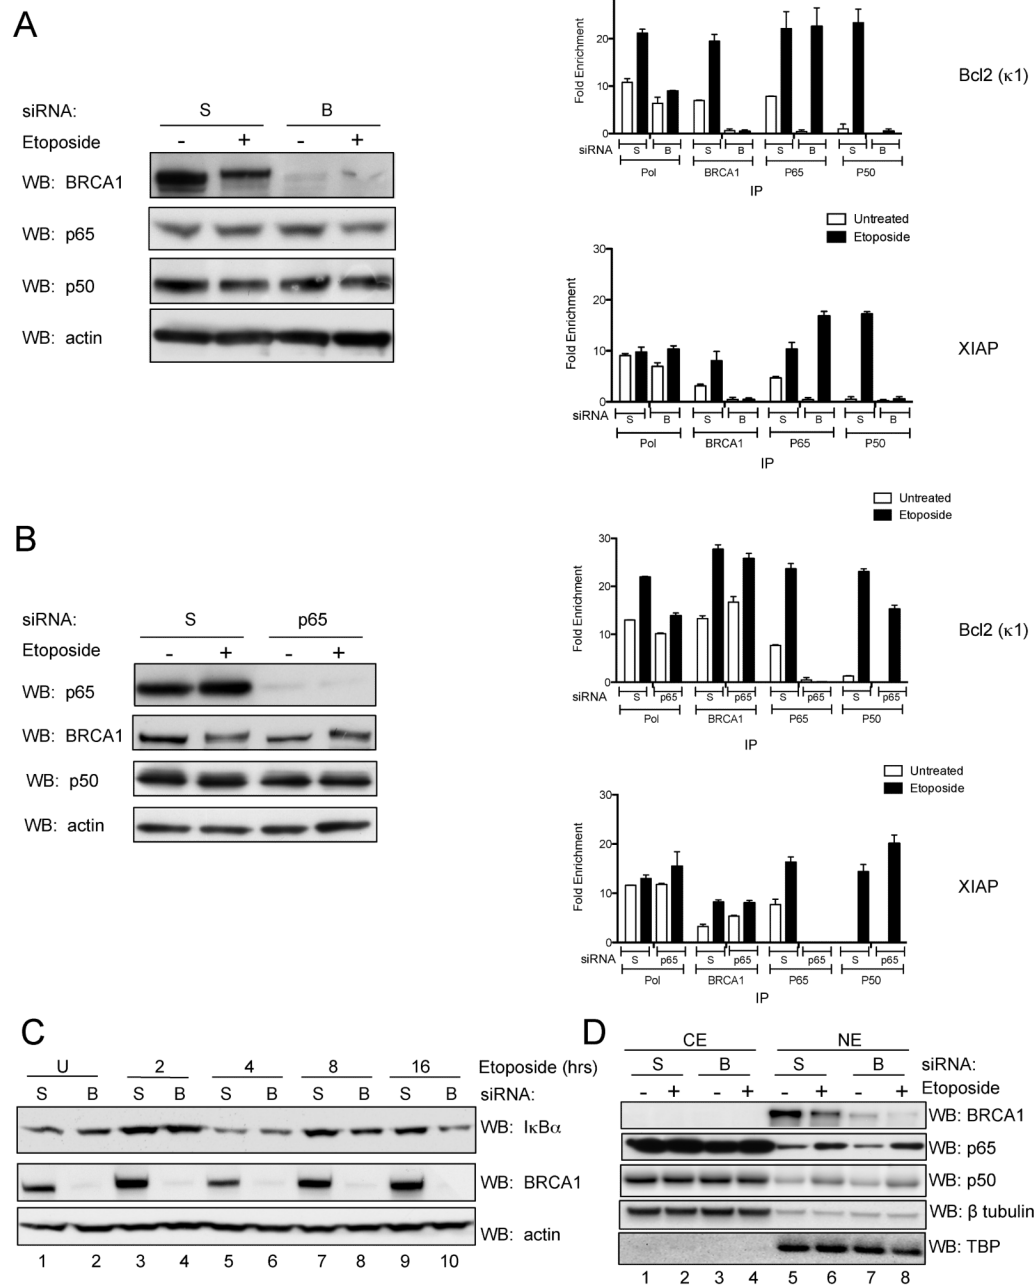 A
siRNA: S B
Etoposide - + - +
WB: BRCA1
WB: p65
WB: p50
WB: actin
Fold Enrichment
20
10
0
siRNA S B S B S B S B
Pol BRCA1 P65 P50
IP
Bcl2 (κ1)
Untreated
Etoposide
Fold Enrichment
30
20
10
0
siRNA S B S B S B S B
Pol BRCA1 P65 P50
IP
XIAP
B
siRNA: S p65
Etoposide - + - +
WB: p65
WB: BRCA1
WB: p50
WB: actin
Untreated
Etoposide
Fold Enrichment
30
20
10
0
siRNA S p65 S p65 S p65 S p65
Pol BRCA1 P65 P50
IP
Bcl2 (κ1)
Untreated
Etoposide
Fold Enrichment
30
20
10
0
siRNA S p65 S p65 S p65 S p65
Pol BRCA1 P65 P50
IP
XIAP
C
U 2 4 8 16 Etoposide (hrs)
S B S B S B S B S B siRNA:
WB: IκBα
WB: BRCA1
WB: actin
1 2 3 4 5 6 7 8 9 10
D
CE NE
S B S B siRNA:
- + - + - + - + Etoposide
WB: BRCA1
WB: p65
WB: p50
WB: β tubulin
WB: TBP
1 2 3 4 5 6 7 8